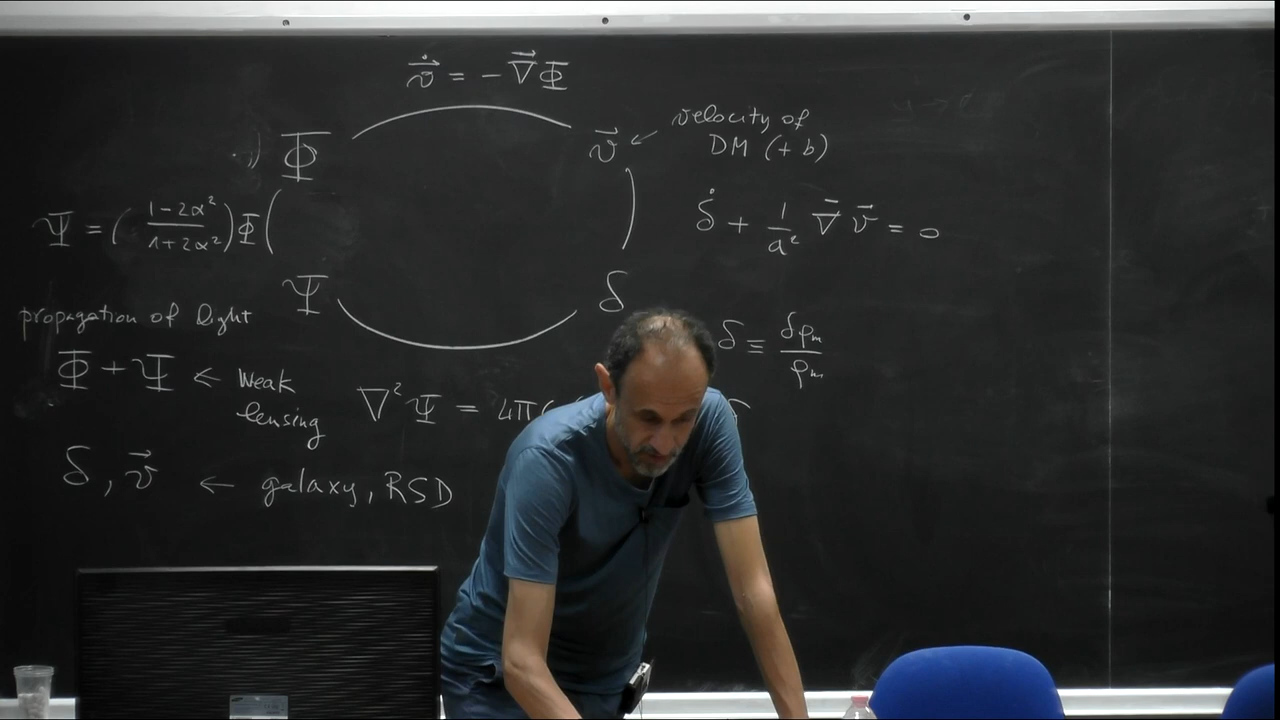 v⃗̇ = − ∇⃗Φ
Φ
v⃗ ← velocity of
DM (+ b)
Ψ = (1−2α² / 1+2α²) Φ
δ̇ + 1/a² ∇⃗ v⃗ = 0
Ψ
δ
propagation of light
δ ≡ δρₘ / ρₘ
Φ + Ψ ← Weak
lensing
∇² Ψ = 4π
δ, v⃗ ← galaxy, RSD